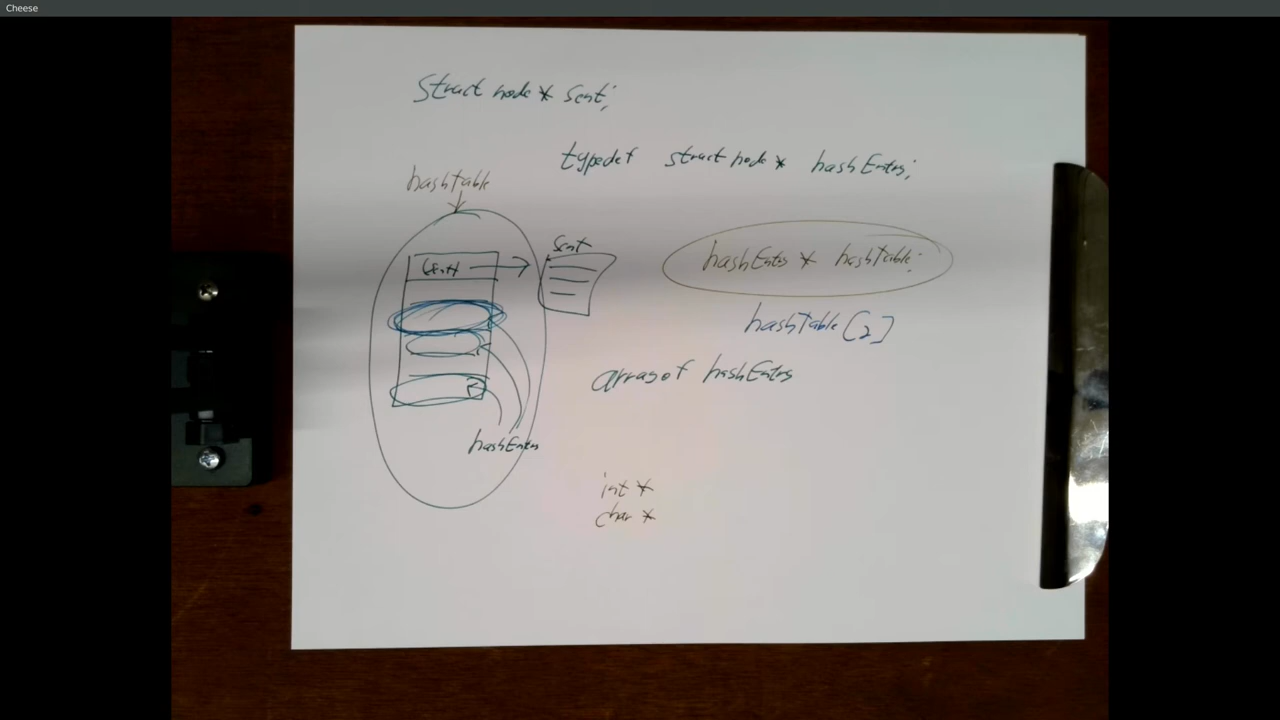 Cheese
struct node * sent;
typedef struct node * hashEntry;
hashTable
sent
sent
hashEntry * hashTable;
hashTable[2]
array of hashEntry
hashEntry
int *
char *